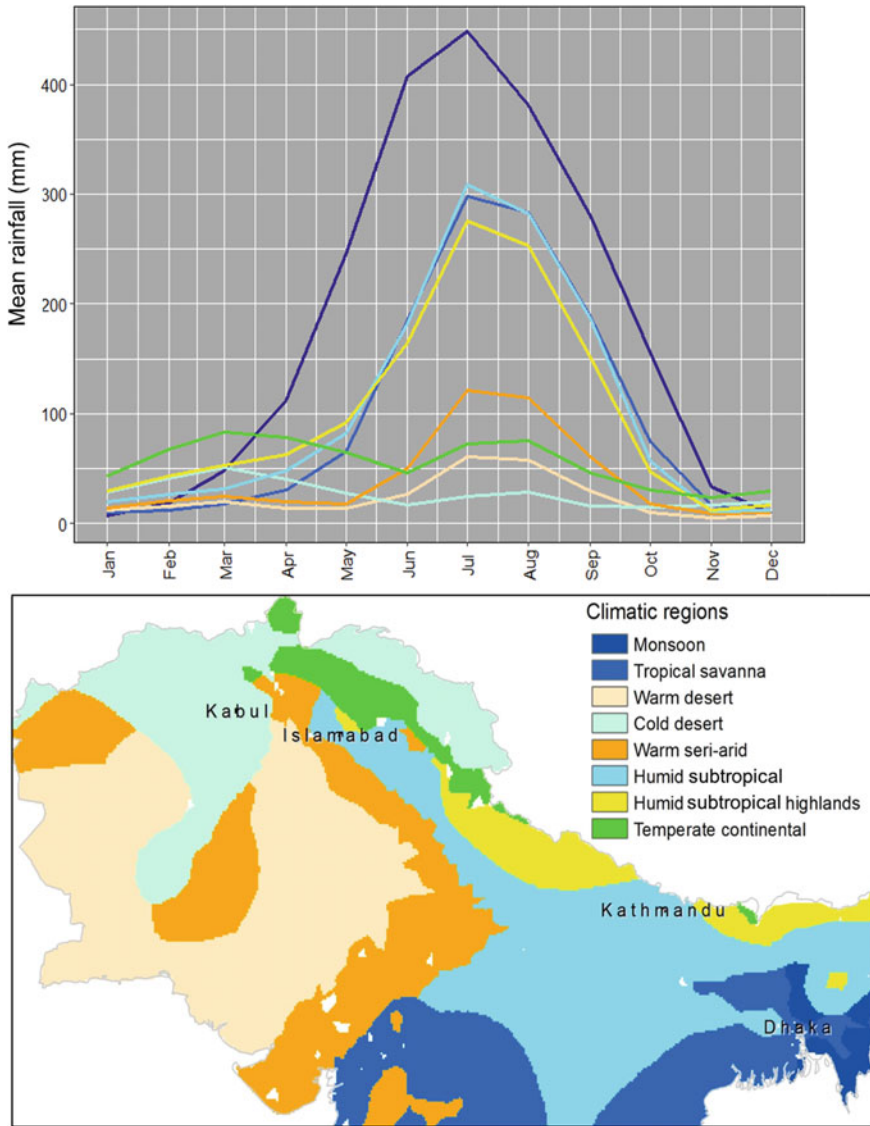 Mean rainfall (mm)
400
300
200
100
0
Jan
Feb
Mar
Apr
May
Jun
Jul
Aug
Sep
Oct
Nov
Dec
Climatic regions
Monsoon
Tropical savanna
Warm desert
Cold desert
Warm seri-arid
Humid subtropical
Humid subtropical highlands
Temperate continental
Kabul
Islamabad
Kathmandu
Dhaka